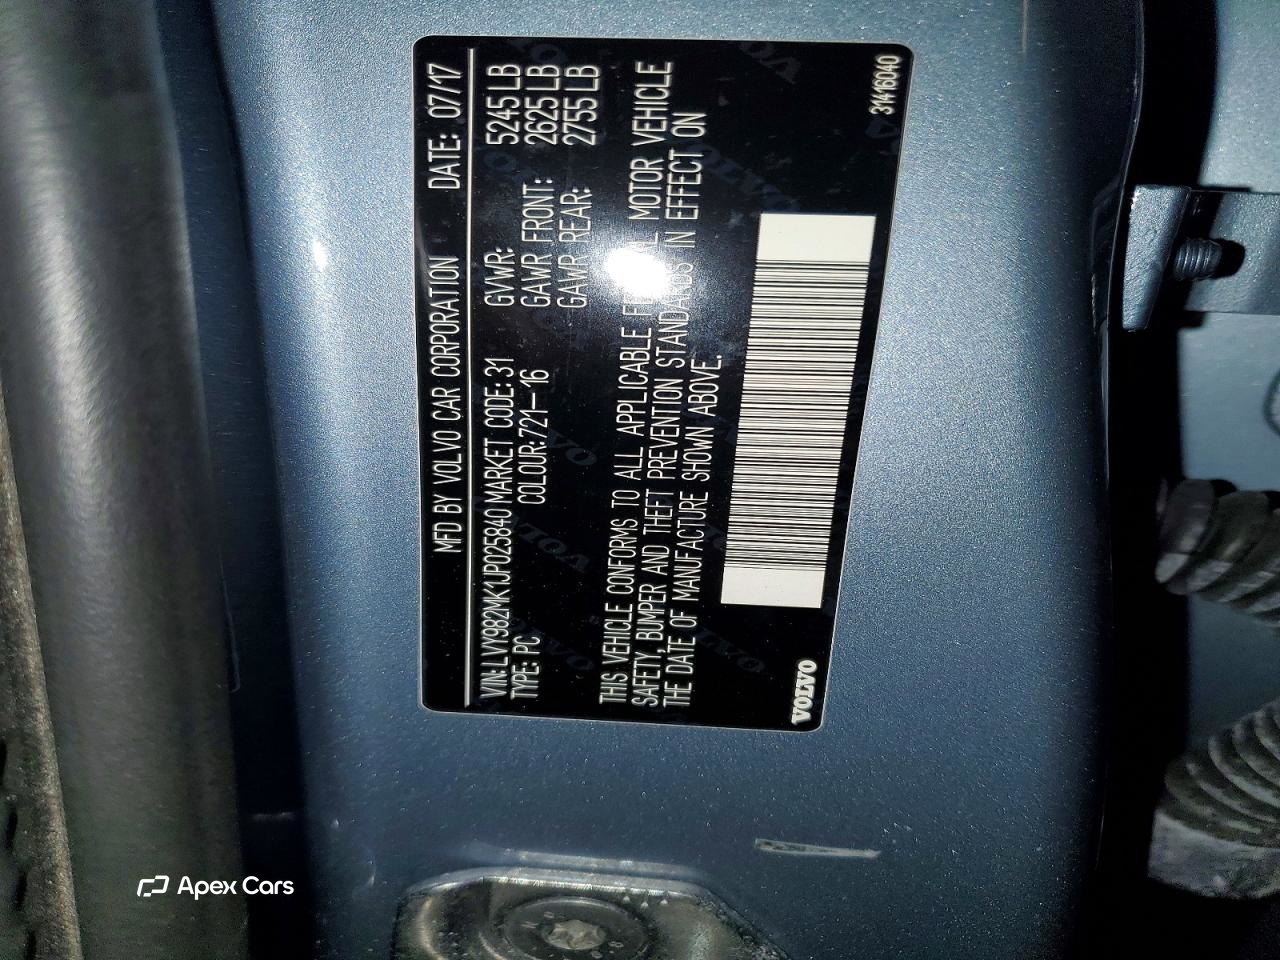 MFD BY VOLVO CAR CORPORATION DATE: 07/17
VIN: LVY982MK1JP025840 MARKET CODE: 31 GVWR: 5245 LB
TYPE: PC COLOUR: 721-16 GAWR FRONT: 2625 LB
GAWR REAR: 2755 LB
THIS VEHICLE CONFORMS TO ALL APPLICABLE MOTOR VEHICLE
SAFETY, BUMPER AND THEFT PREVENTION STANDARDS IN EFFECT ON
THE DATE OF MANUFACTURE SHOWN ABOVE.
VOLVO
31416040
Apex Cars